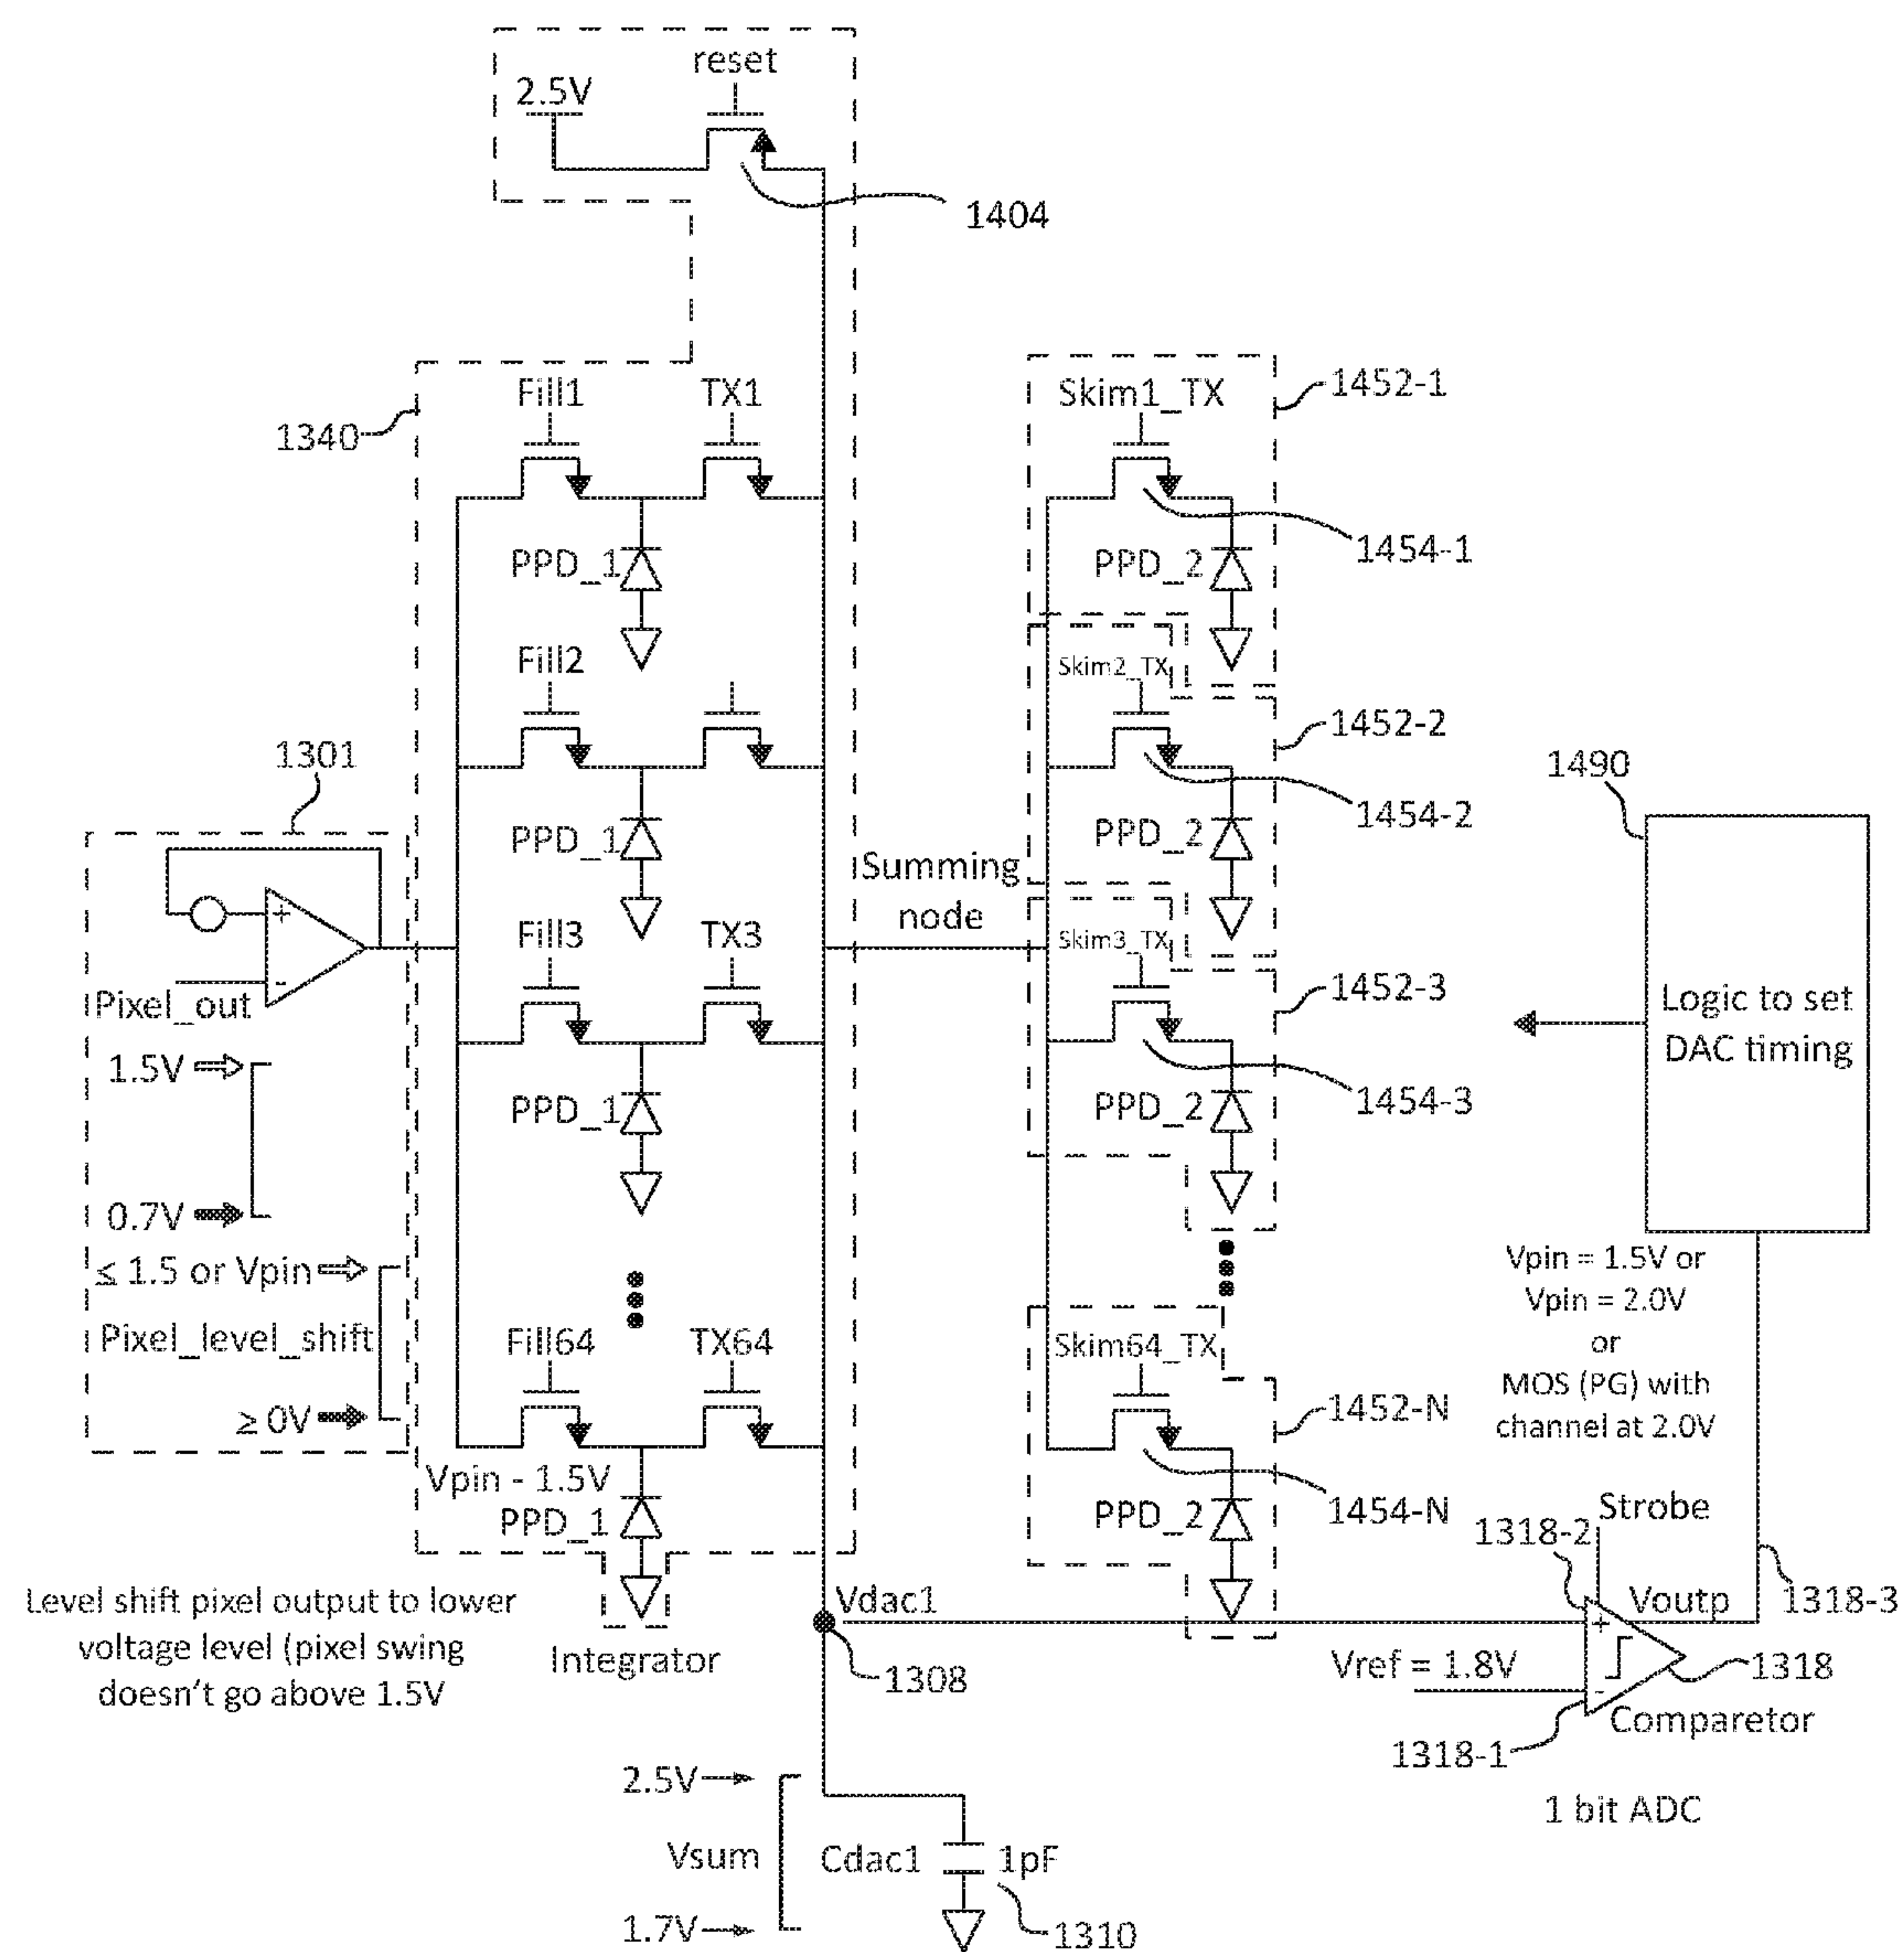 reset
2.5V
1404
Fill1
TX1
Skim1_TX
1452-1
1340
PPD_1
PPD_2
1454-1
Fill2
Skim2_TX
1452-2
1301
1490
PPD_1
PPD_2
1454-2
Summing
node
+
-
Pixel_out
Fill3
TX3
Skim3_TX
1452-3
Logic to set
DAC timing
1.5V
PPD_1
PPD_2
1454-3
0.7V
≤ 1.5 or Vpin
Pixel_level_shift
≥ 0V
Vpin = 1.5V or
Vpin = 2.0V
or
MOS (PG) with
channel at 2.0V
Fill64
TX64
Skim64_TX
1452-N
Vpin - 1.5V
PPD_1
PPD_2
1454-N
Strobe
1318-2
Level shift pixel output to lower
voltage level (pixel swing
doesn't go above 1.5V
Integrator
Vdac1
1308
+
Voutp
1318-3
Vref = 1.8V
-
1318
Comparetor
1318-1
1 bit ADC
2.5V
Vsum
1.7V
Cdac1
1pF
1310